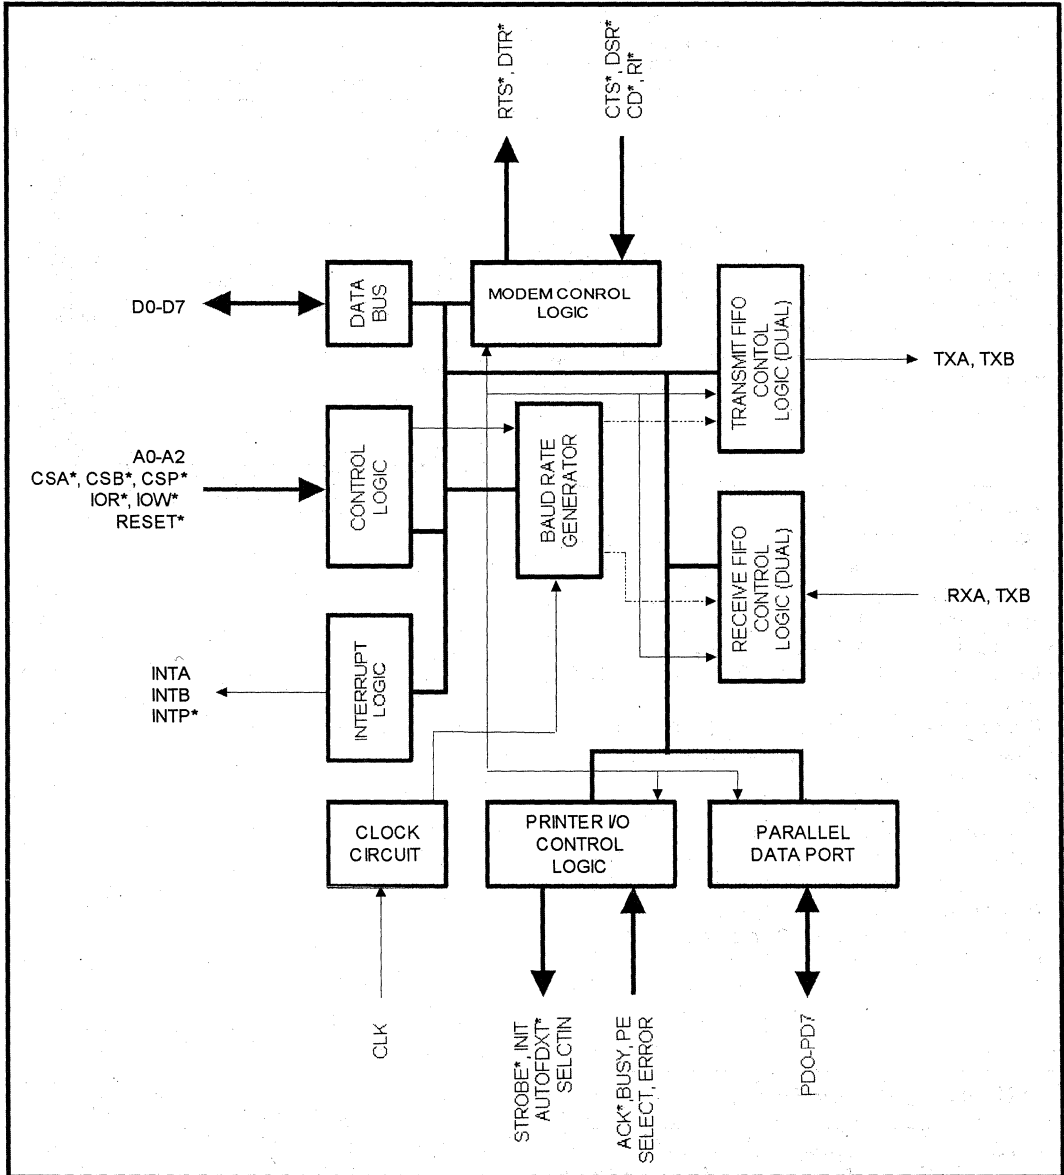 RTS*, DTR*
CTS*, DSR*
CD*, RI*
D0-D7
DATA
BUS
MODEM CONROL
LOGIC
TRANSMIT FIFO
CONTOL
LOGIC (DUAL)
TXA, TXB
A0-A2
CSA*, CSB*, CSP*
IOR*, IOW*
RESET*
CONTROL
LOGIC
BAUD RATE
GENERATOR
RECEIVE FIFO
CONTROL
LOGIC (DUAL)
RXA, TXB
INTA
INTB
INTP*
INTERRUPT
LOGIC
CLOCK
CIRCUIT
PRINTER I/O
CONTROL
LOGIC
PARALLEL
DATA PORT
CLK
STROBE*, INIT
AUTOFDXT*
SELCTIN
ACK*,BUSY, PE
SELECT, ERROR
PD0-PD7